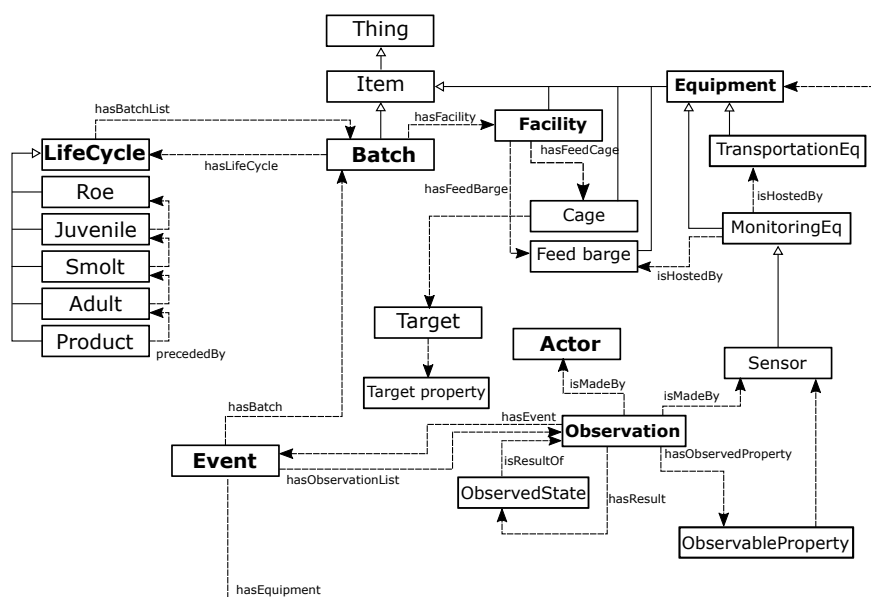 Thing
Item
Equipment
hasBatchList
hasFacility
Facility
LifeCycle
hasLifeCycle
Batch
hasFeedCage
TransportationEq
Roe
hasFeedBarge
isHostedBy
Juvenile
Cage
MonitoringEq
Smolt
Feed barge
isHostedBy
Adult
Target
Product
precededBy
Actor
Sensor
Target property
isMadeBy
isMadeBy
hasBatch
hasEvent
Observation
Event
isResultOf
hasObservedProperty
hasObservationList
ObservedState
hasResult
ObservableProperty
hasEquipment